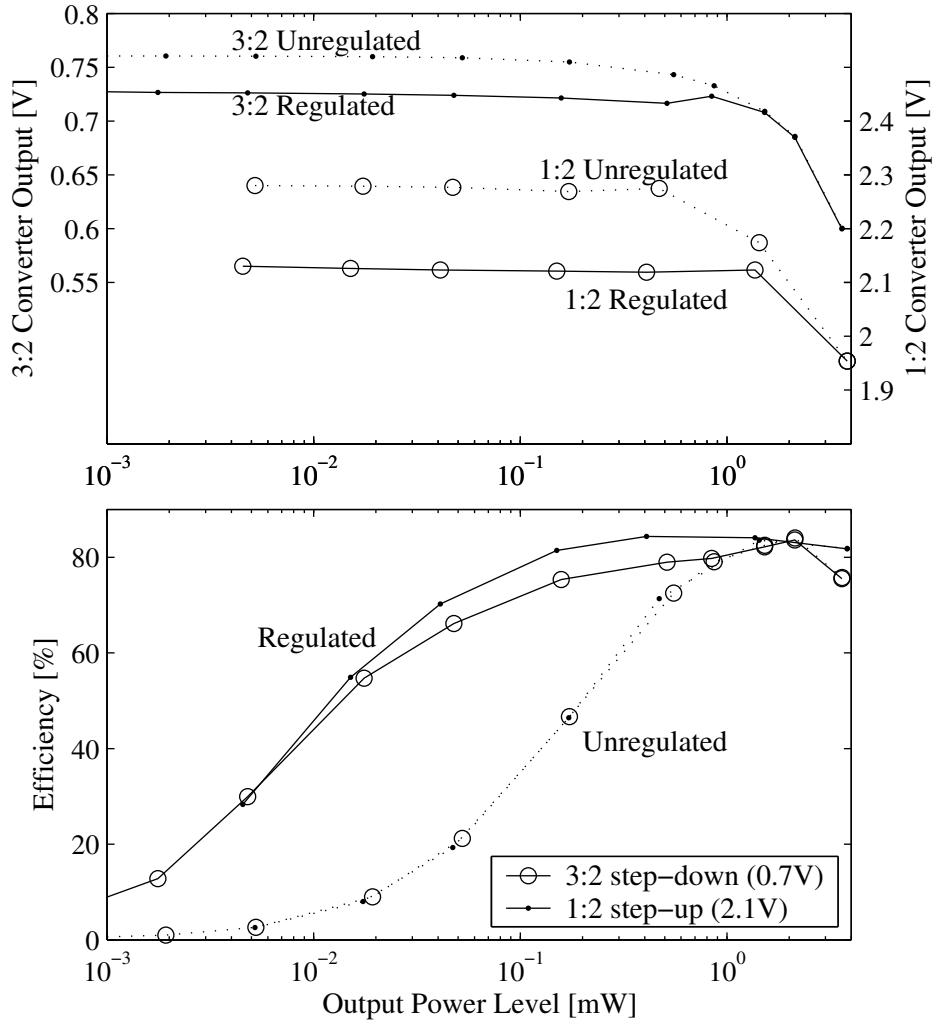 3:2 Converter Output [V]
0.8
0.75
0.7
0.65
0.6
0.55
3:2 Unregulated
3:2 Regulated
1:2 Unregulated
1:2 Regulated
2.4
2.3
2.2
2.1
2
1.9
1:2 Converter Output [V]
10⁻³ 10⁻² 10⁻¹ 10⁰
Efficiency [%]
80
60
40
20
0
Regulated
Unregulated
3:2 step−down (0.7V)
1:2 step−up (2.1V)
10⁻³ 10⁻² 10⁻¹ 10⁰
Output Power Level [mW]